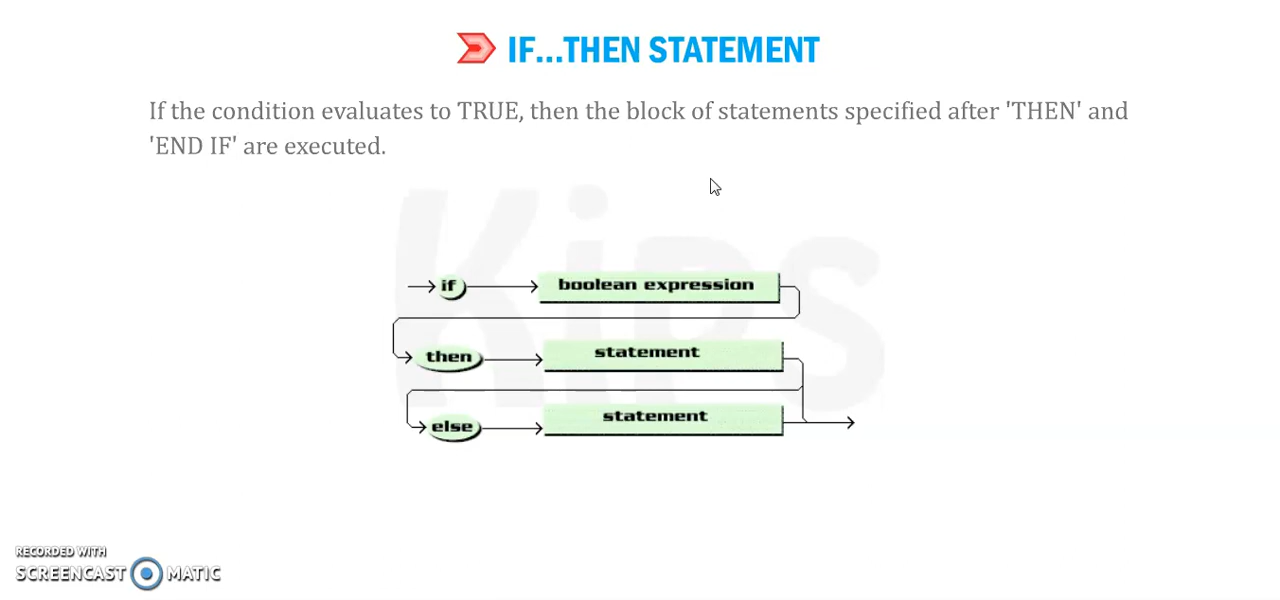 IF...THEN STATEMENT
If the condition evaluates to TRUE, then the block of statements specified after 'THEN' and
'END IF' are executed.
Kips
if boolean expression
then statement
else statement
RECORDED WITH
SCREENCAST MATIC